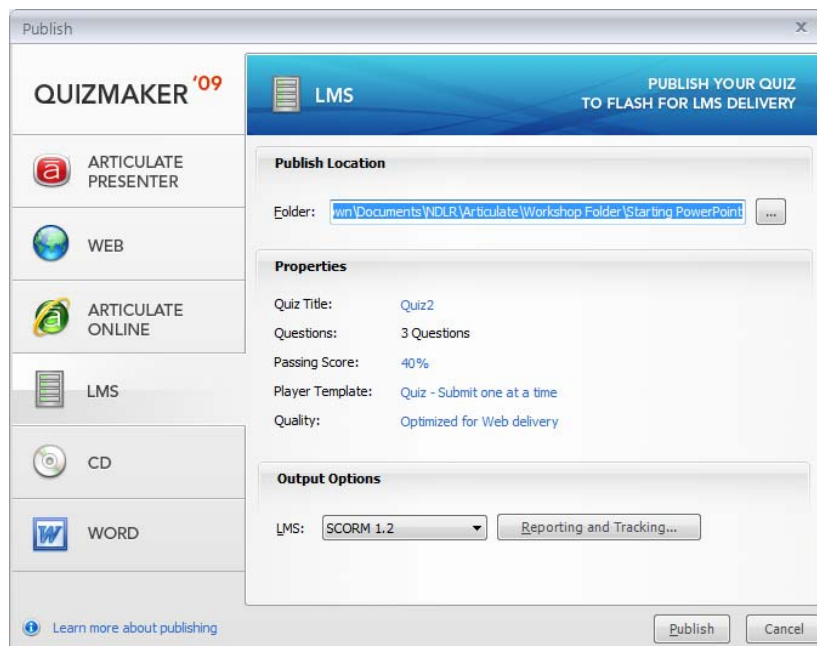 Publish
X
QUIZMAKER '09
ARTICULATE
PRESENTER
WEB
ARTICULATE
ONLINE
LMS
CD
WORD
LMS
PUBLISH YOUR QUIZ
TO FLASH FOR LMS DELIVERY
Publish Location
Folder: wn\Documents\NDLR\Articulate\Workshop Folder\Starting PowerPoint ...
Properties
Quiz Title: Quiz2
Questions: 3 Questions
Passing Score: 40%
Player Template: Quiz - Submit one at a time
Quality: Optimized for Web delivery
Output Options
LMS: SCORM 1.2 Reporting and Tracking...
Learn more about publishing
Publish Cancel